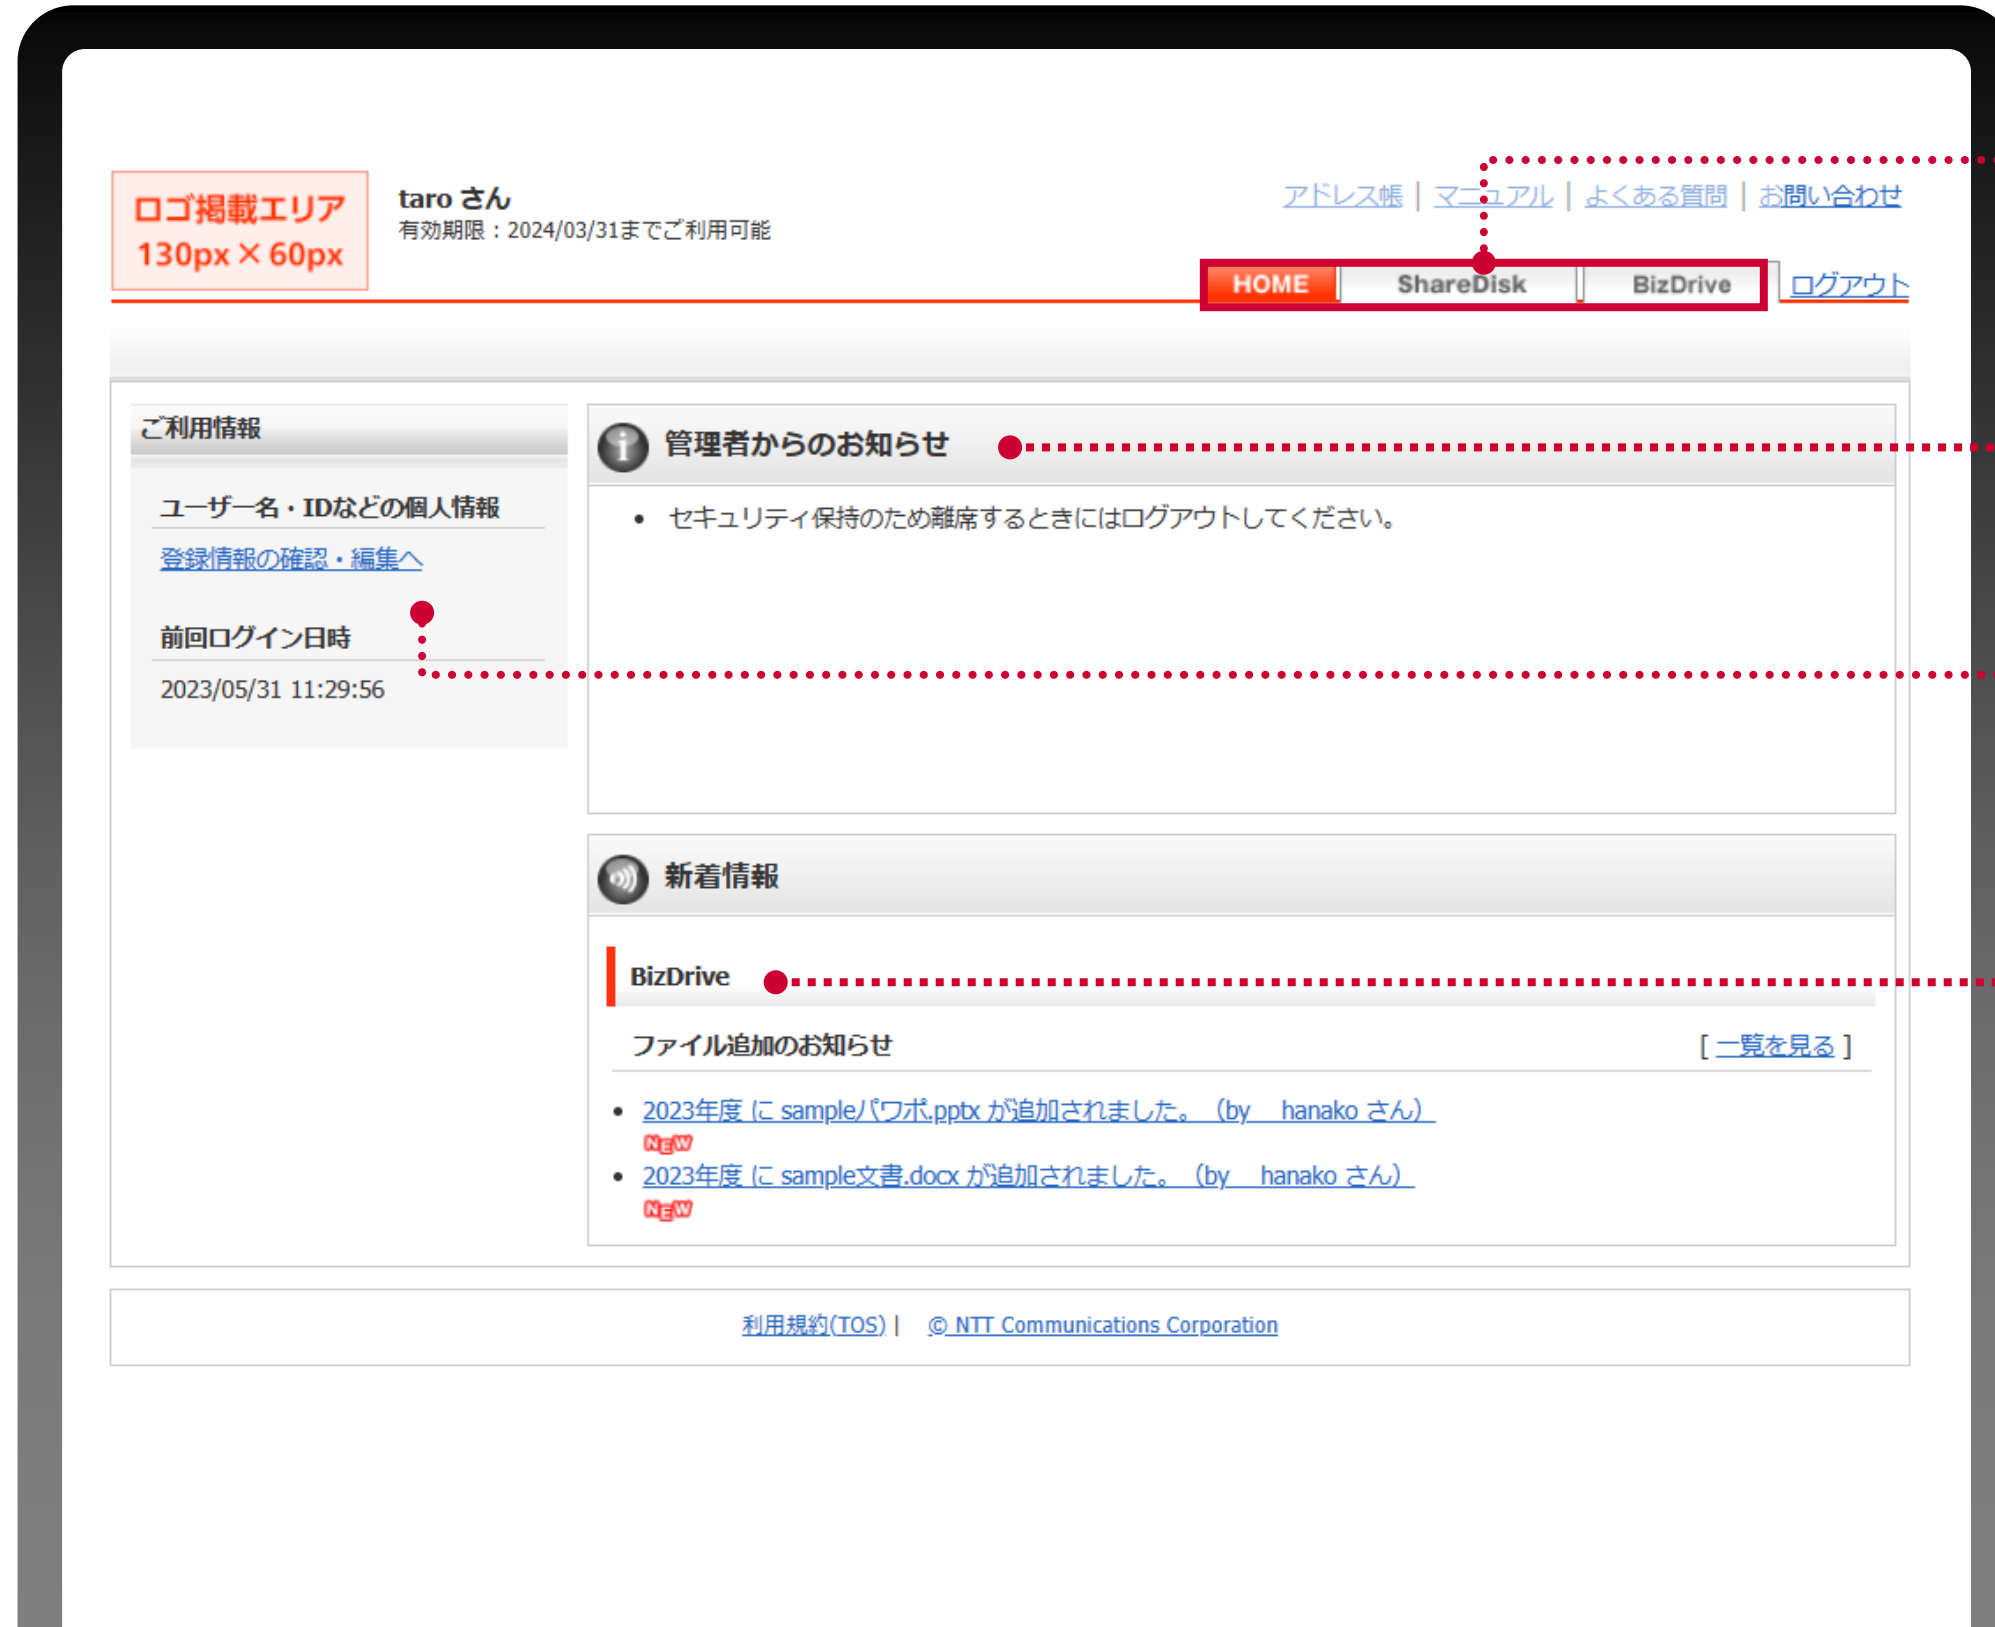 ロゴ掲載エリア
130px×60px
taro さん
有効期限：2024/03/31までご利用可能
アドレス帳 | マニュアル | よくある質問 | お問い合わせ
HOME ShareDisk BizDrive ログアウト
ご利用情報
ユーザー名・IDなどの個人情報
登録情報の確認・編集へ
前回ログイン日時
2023/05/31 11:29:56
管理者からのお知らせ
• セキュリティ保持のため離席するときにはログアウトしてください。
新着情報
BizDrive
ファイル追加のお知らせ [ 一覧を見る ]
• 2023年度 に sampleパワポ.pptx が追加されました。（by　hanako さん）
NEW
• 2023年度 に sample文書.docx が追加されました。（by　hanako さん）
NEW
利用規約(TOS) | © NTT Communications Corporation